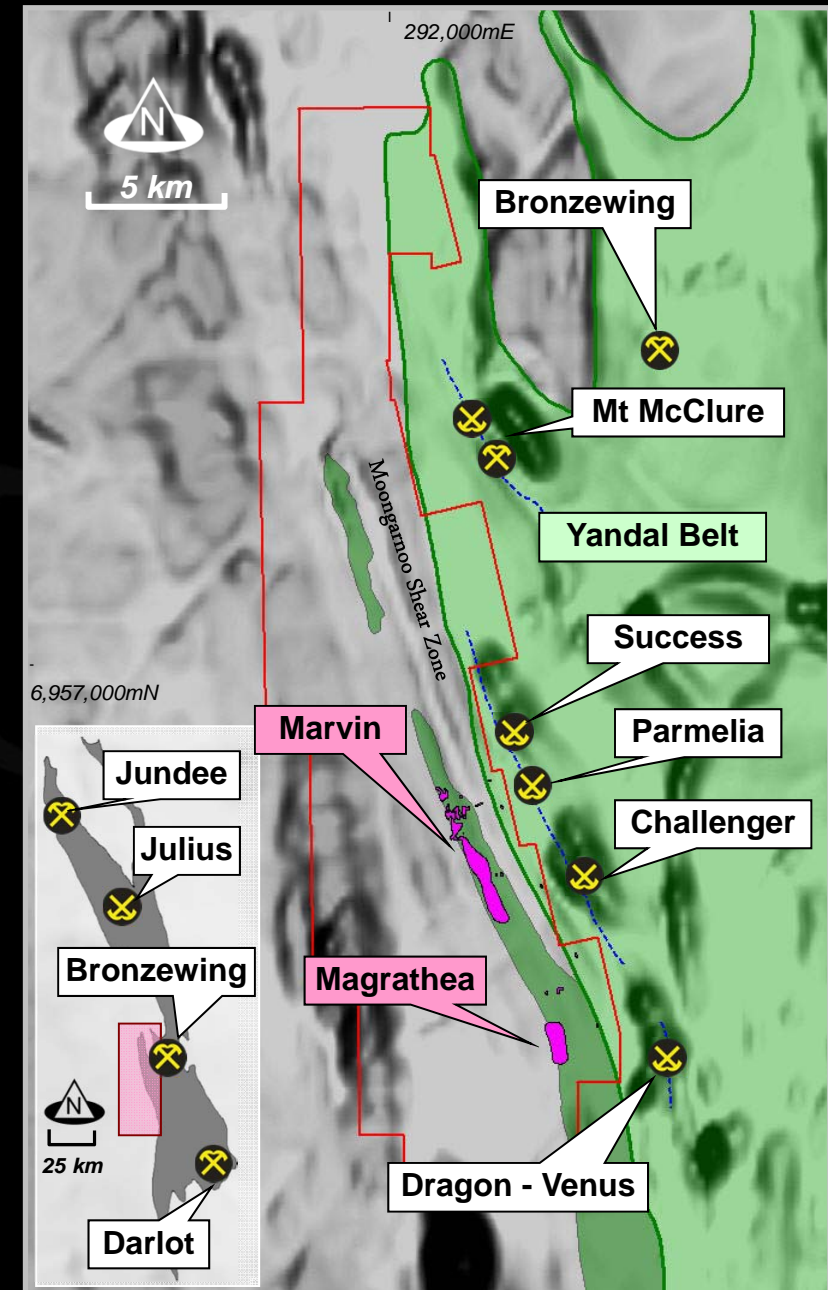 292,000mE
N
5 km
Bronzewing
Mt McClure
Yandal Belt
Moongarnoo Shear Zone
Success
6,957,000mN
Marvin
Parmelia
Jundee
Challenger
Julius
Bronzewing
Magrathea
N
25 km
Dragon - Venus
Darlot